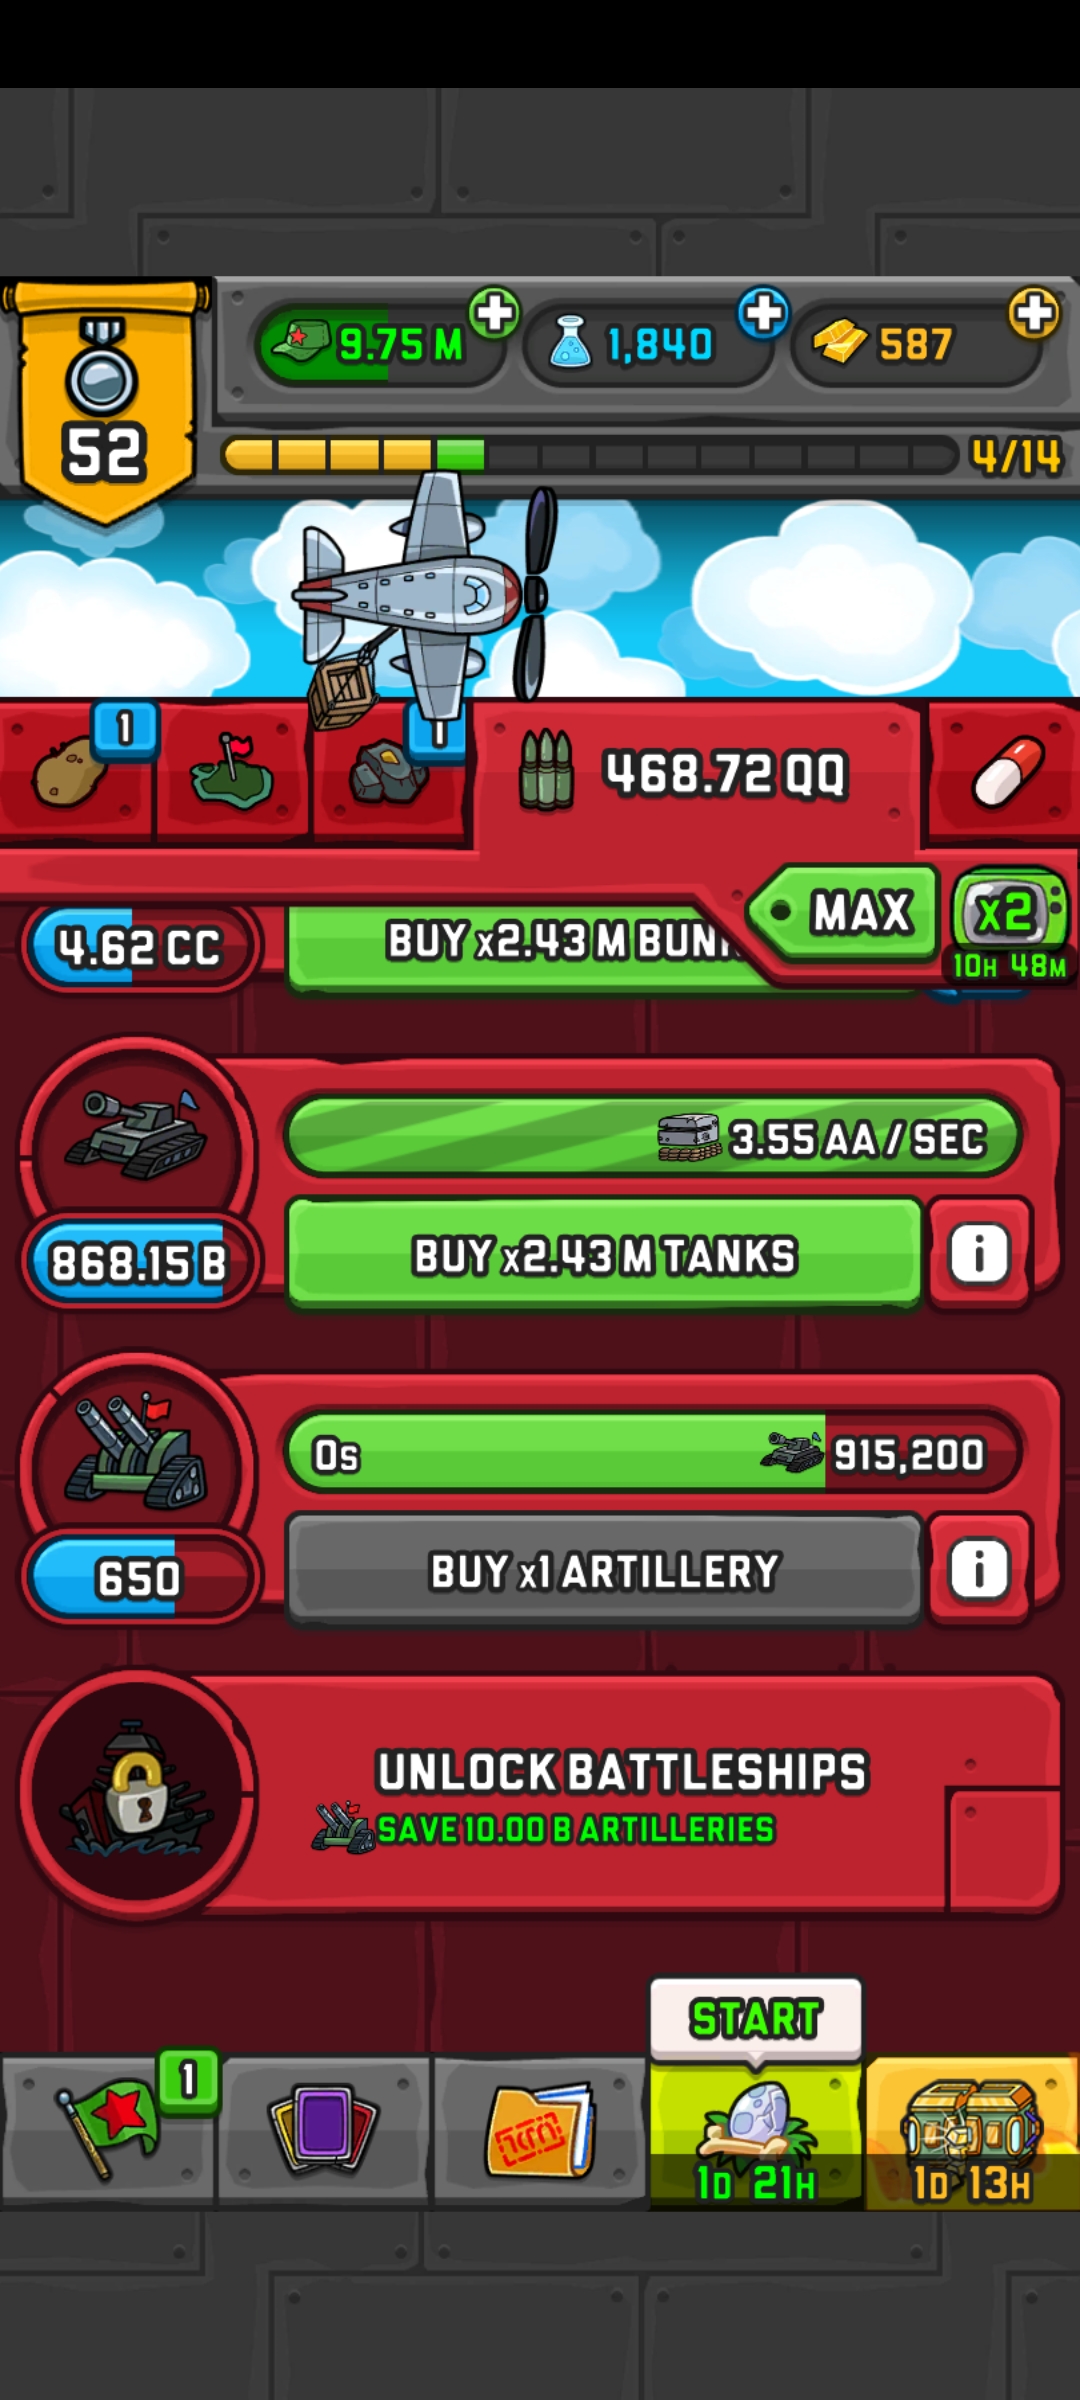 9.75 M
1,840
587
52
4/14
1
1
468.72 QQ
MAX
x2
10H 48M
4.62 CC
BUY x2.43 M
3.55 AA / SEC
868.15 B
BUY x2.43 M TANKS
i
0s
915,200
650
BUY x1 ARTILLERY
i
UNLOCK BATTLESHIPS
SAVE 10.00 B ARTILLERIES
START
1
1D 21H
1D 13H